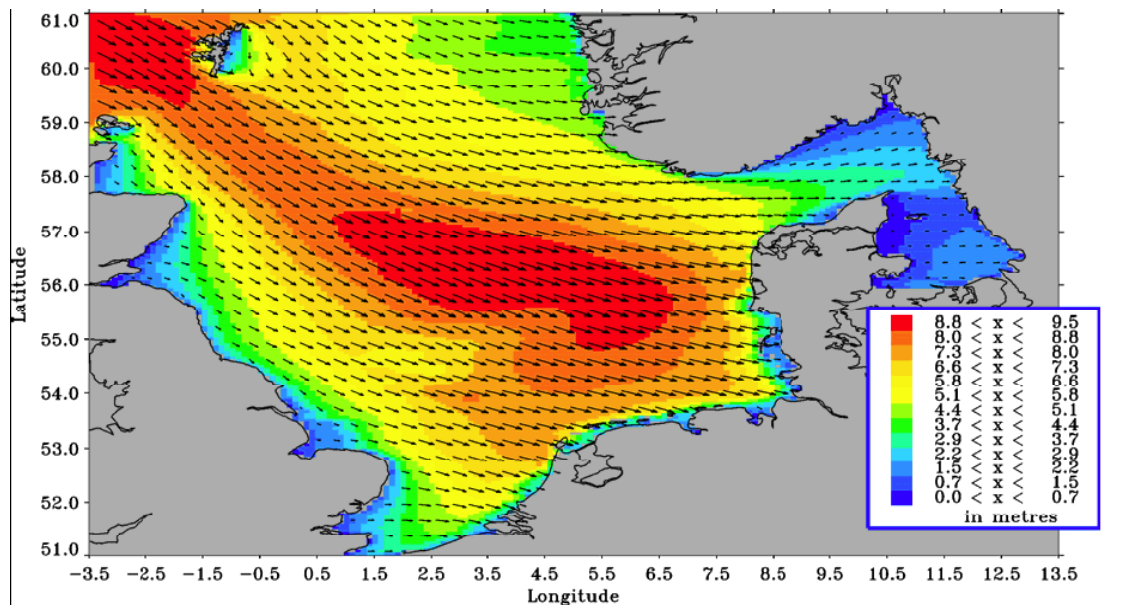 61.0
60.0
59.0
58.0
57.0
56.0
55.0
54.0
53.0
52.0
51.0
Latitude
8.8 < x < 9.5
8.0 < x < 8.8
7.3 < x < 8.0
6.6 < x < 7.3
5.8 < x < 6.6
5.1 < x < 5.8
4.4 < x < 5.1
3.7 < x < 4.4
2.9 < x < 3.7
2.2 < x < 2.9
1.5 < x < 2.2
0.7 < x < 1.5
0.0 < x < 0.7
in metres
−3.5 −2.5 −1.5 −0.5 0.5 1.5 2.5 3.5 4.5 5.5 6.5 7.5 8.5 9.5 10.5 11.5 12.5 13.5
Longitude